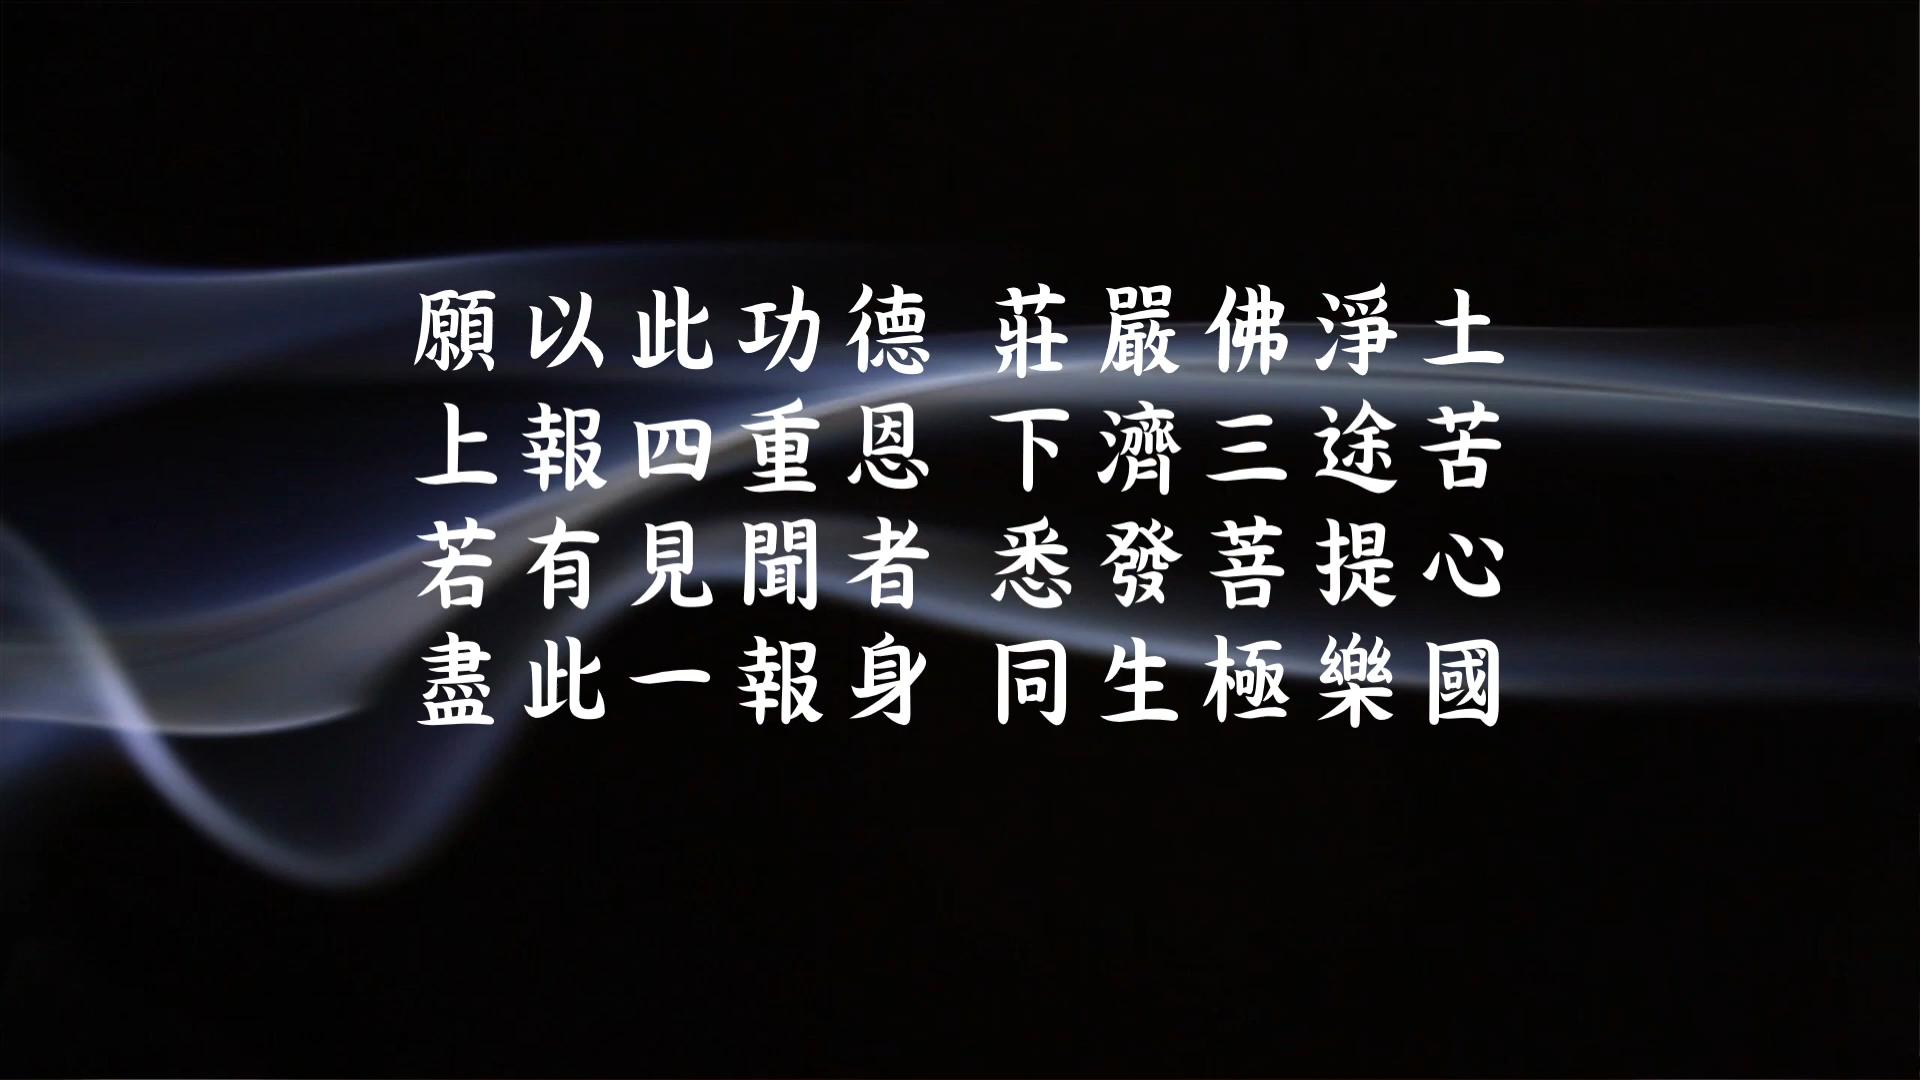 願以此功德 莊嚴佛淨土
上報四重恩 下濟三途苦
若有見聞者 悉發菩提心
盡此一報身 同生極樂國